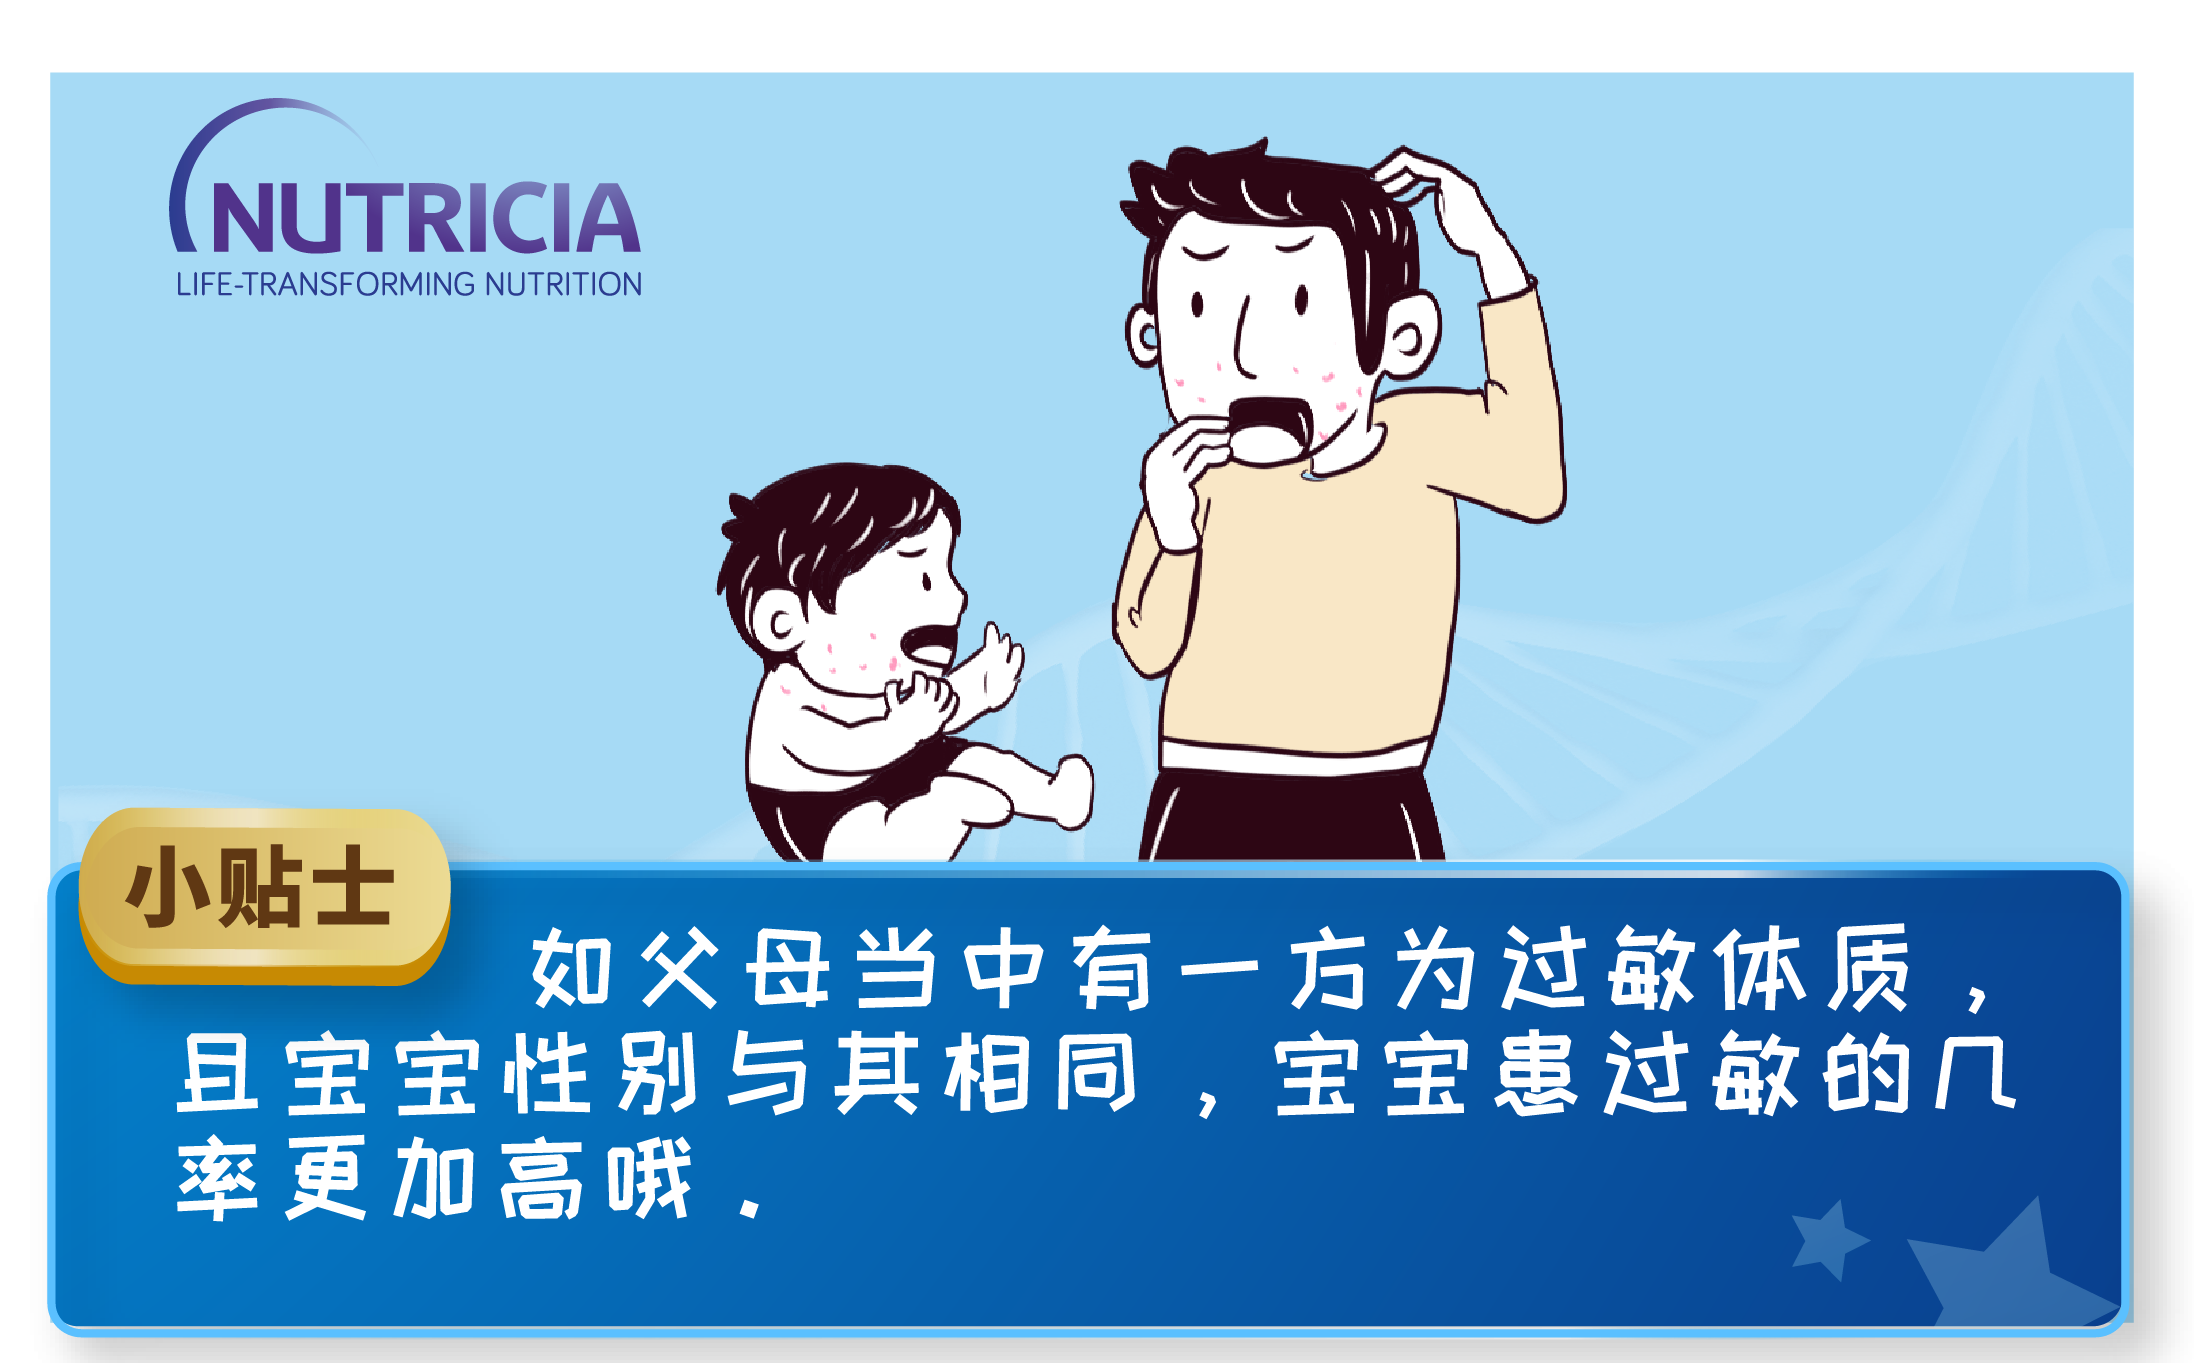 NUTRICIA
LIFE-TRANSFORMING NUTRITION
小贴士
如父母当中有一方为过敏体质，
且宝宝性别与其相同，宝宝患过敏的几
率更加高哦．